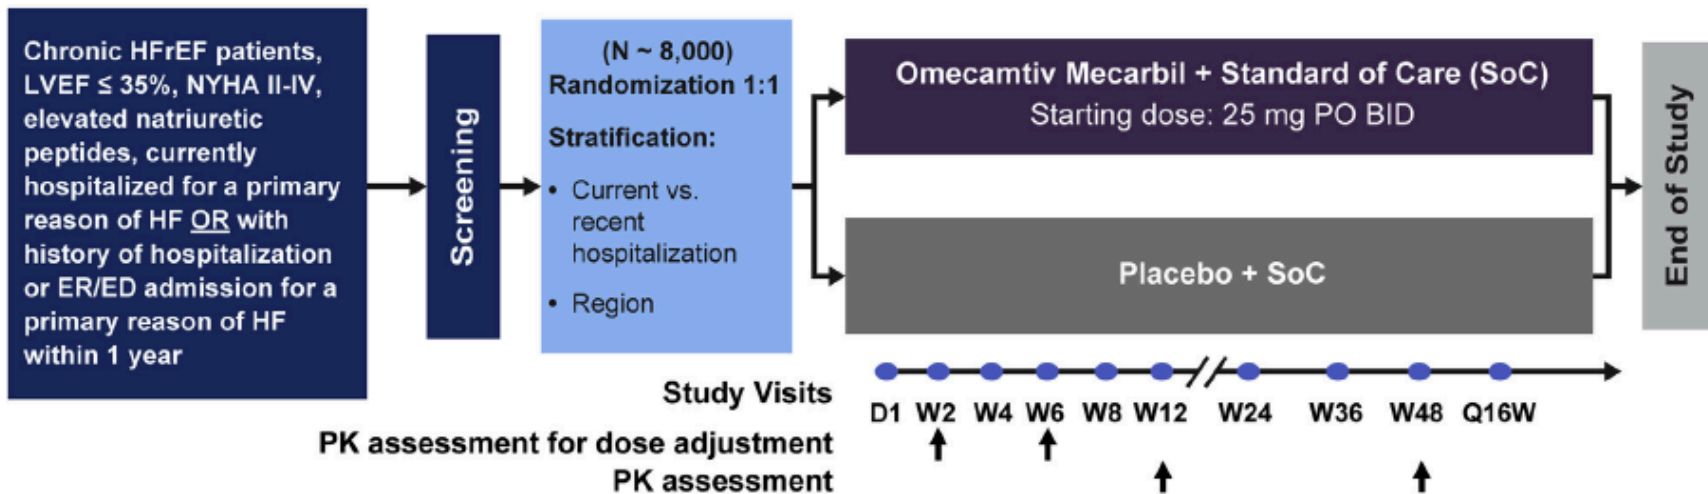 Chronic HFrEF patients,
LVEF ≤ 35%, NYHA II-IV,
elevated natriuretic
peptides, currently
hospitalized for a primary
reason of HF OR with
history of hospitalization
or ER/ED admission for a
primary reason of HF
within 1 year
Screening
(N ~ 8,000)
Randomization 1:1
Stratification:
• Current vs.
recent
hospitalization
• Region
Omecamtiv Mecarbil + Standard of Care (SoC)
Starting dose: 25 mg PO BID
Placebo + SoC
End of Study
Study Visits
D1 W2 W4 W6 W8 W12 W24 W36 W48 Q16W
PK assessment for dose adjustment
PK assessment